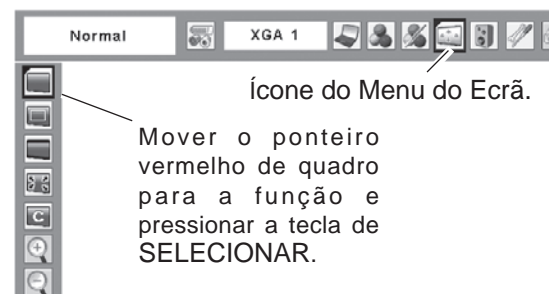 Normal XGA 1
Ícone do Menu do Ecrã.
Mover o ponteiro
vermelho de quadro
para a função e
pressionar a tecla de
SELECIONAR.
C